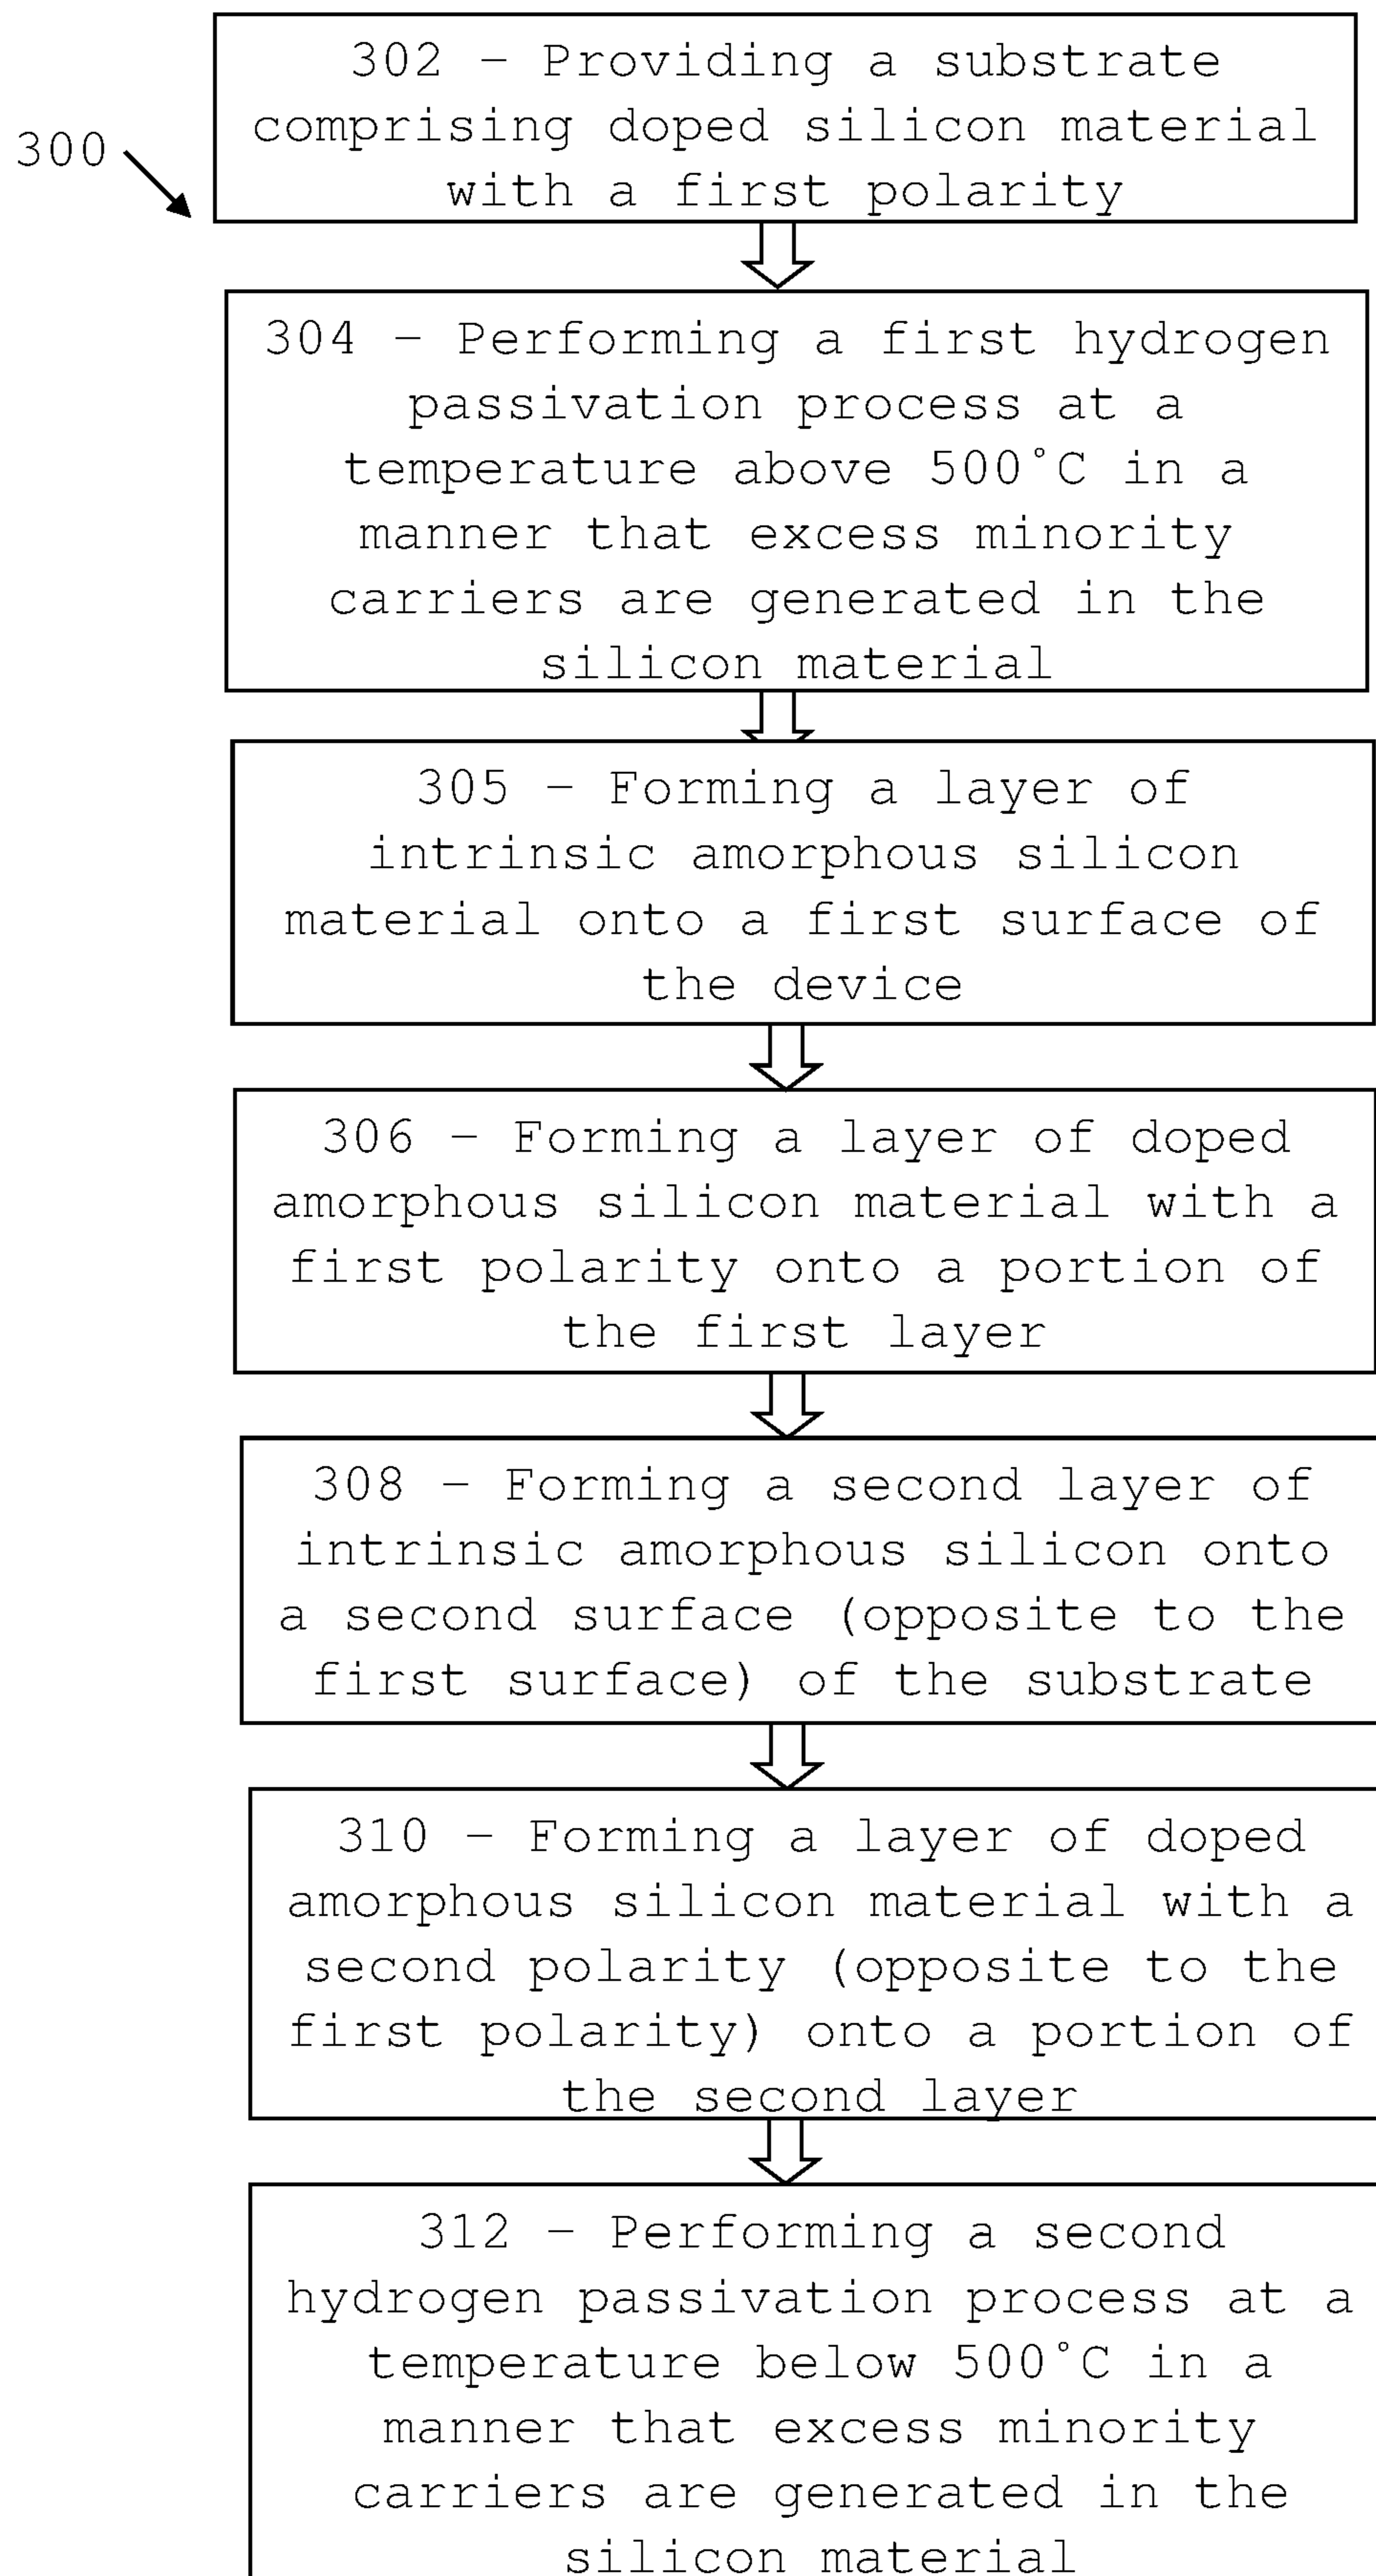 302 – Providing a substrate
comprising doped silicon material
with a first polarity
300
304 – Performing a first hydrogen
passivation process at a
temperature above 500°C in a
manner that excess minority
carriers are generated in the
silicon material
305 – Forming a layer of
intrinsic amorphous silicon
material onto a first surface of
the device
306 – Forming a layer of doped
amorphous silicon material with a
first polarity onto a portion of
the first layer
308 – Forming a second layer of
intrinsic amorphous silicon onto
a second surface (opposite to the
first surface) of the substrate
310 – Forming a layer of doped
amorphous silicon material with a
second polarity (opposite to the
first polarity) onto a portion of
the second layer
312 – Performing a second
hydrogen passivation process at a
temperature below 500°C in a
manner that excess minority
carriers are generated in the
silicon material